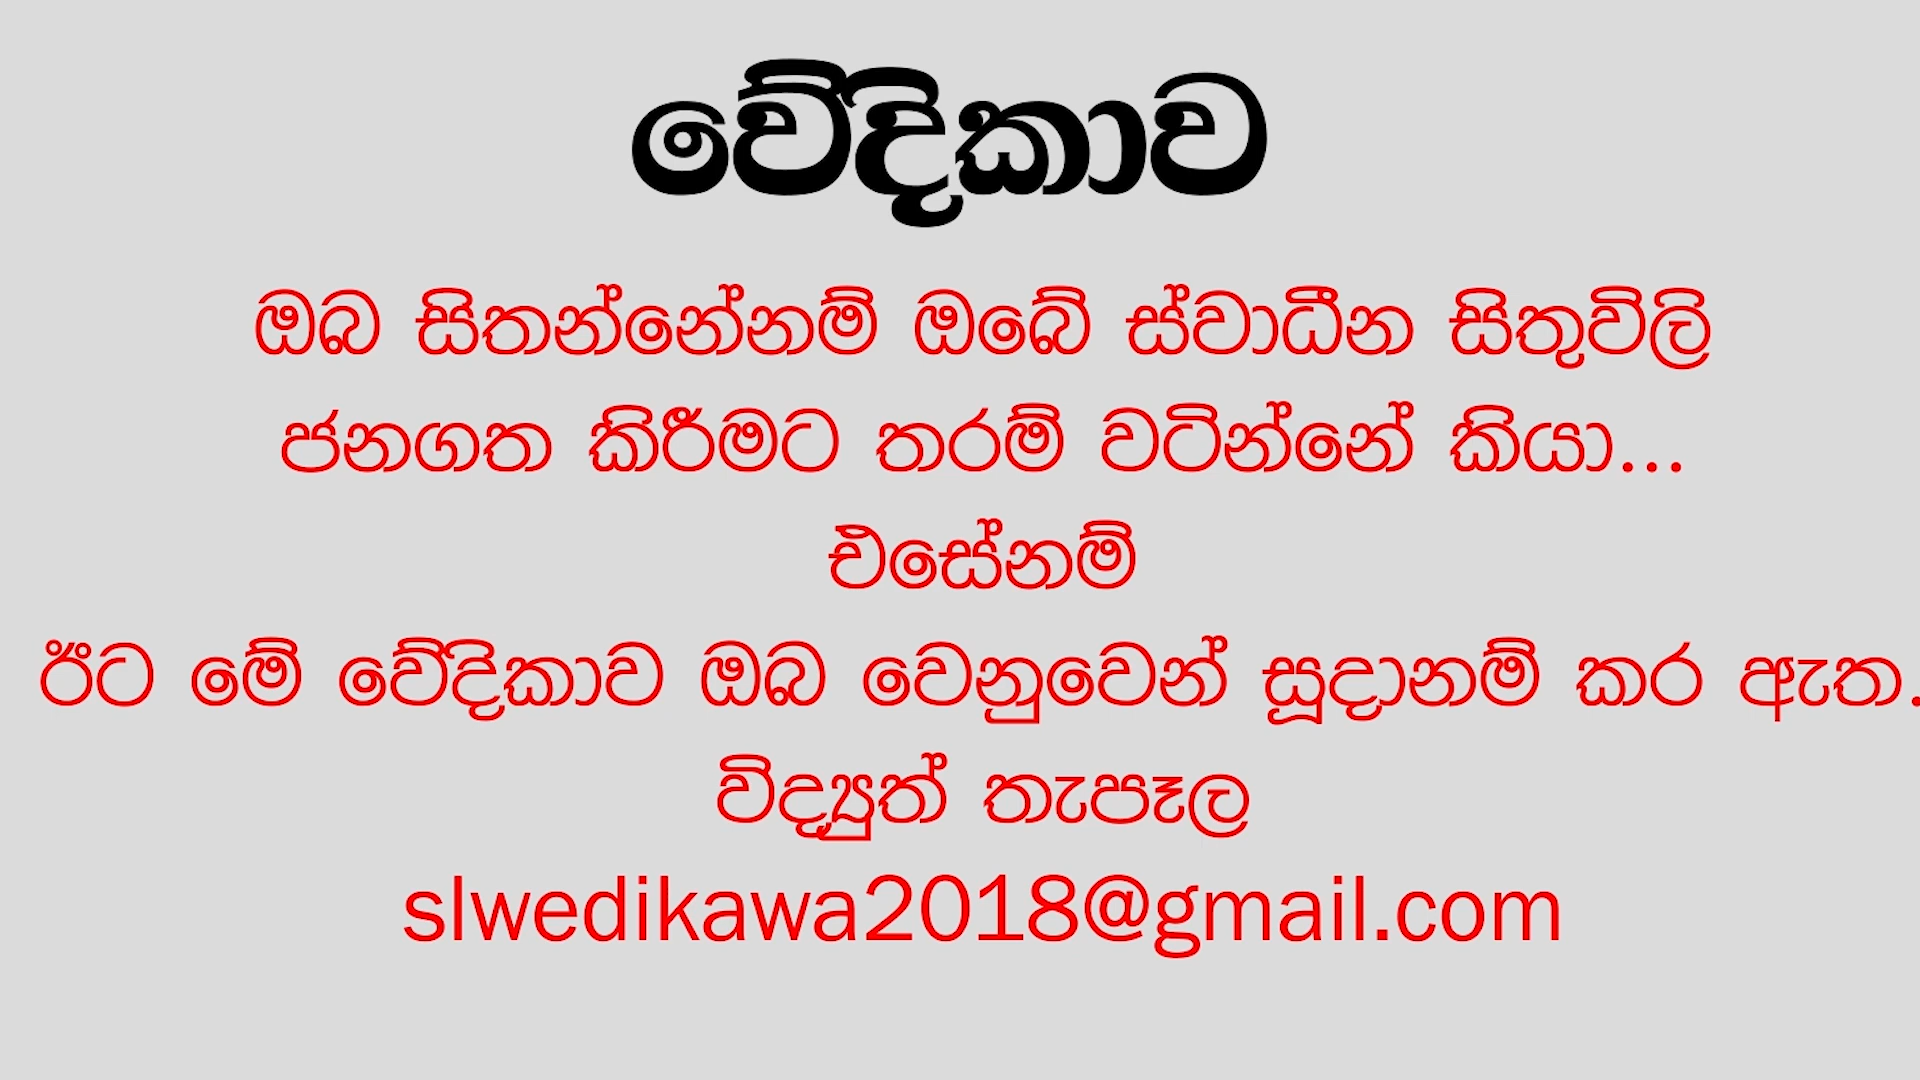 වේදිකාව
ඔබ සිතන්නේනම් ඔබේ ස්වාධීන සිතුවිලි
ජනගත කිරීමට තරම් වටින්නේ කියා...
එසේනම්
ඊට මේ වේදිකාව ඔබ වෙනුවෙන් සූදානම් කර ඇත.
විද්‍යුත් තැපෑල
slwedikawa2018@gmail.com